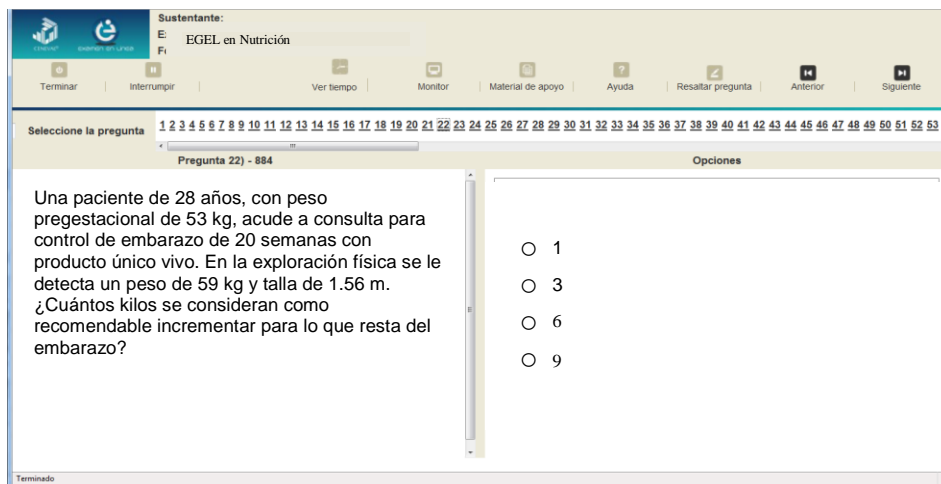 Sustentante:
E:
EGEL en Nutrición
CENEVAL
Terminar
Interrumpir
Ver tiempo
Monitor
Material de apoyo
Ayuda
Resaltar pregunta
Anterior
Siguiente
Seleccione la pregunta
1 2 3 4 5 6 7 8 9 10 11 12 13 14 15 16 17 18 19 20 21 22 23 24 25 26 27 28 29 30 31 32 33 34 35 36 37 38 39 40 41 42 43 44 45 46 47 48 49 50 51 52 53
Pregunta 22) - 884
Opciones
Una paciente de 28 años, con peso
pregestacional de 53 kg, acude a consulta para
control de embarazo de 20 semanas con
producto único vivo. En la exploración física se le
detecta un peso de 59 kg y talla de 1.56 m.
¿Cuántos kilos se consideran como
recomendable incrementar para lo que resta del
embarazo?
1
3
6
9
Terminado